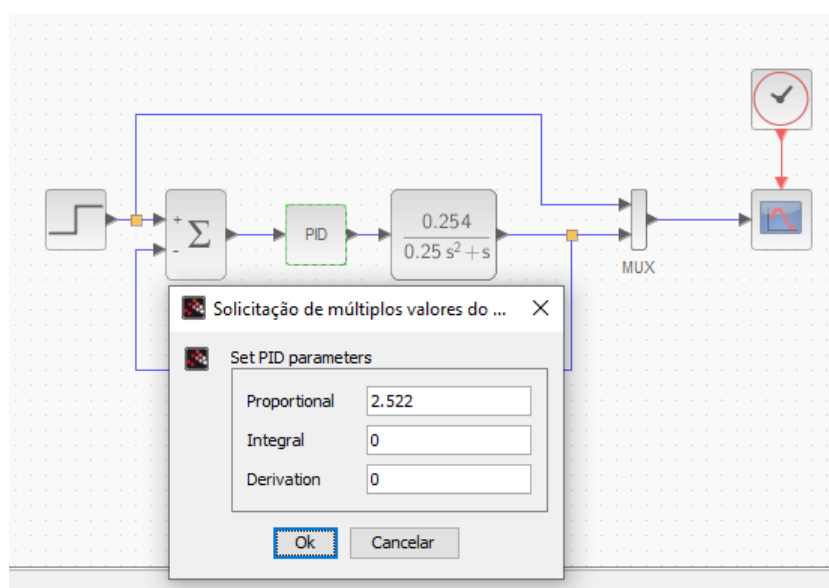 +
-
Σ
PID
0.254
0.25 s² + s
MUX
Solicitação de múltiplos valores do ...
Set PID parameters
Proportional 2.522
Integral 0
Derivation 0
Ok Cancelar